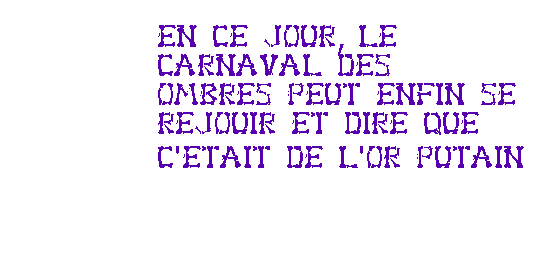 EN CE JOUR, LE
CARNAVAL DES
OMBRES PEUT ENFIN SE
REJOUIR ET DIRE QUE
C'ETAIT DE L'OR PUTAIN